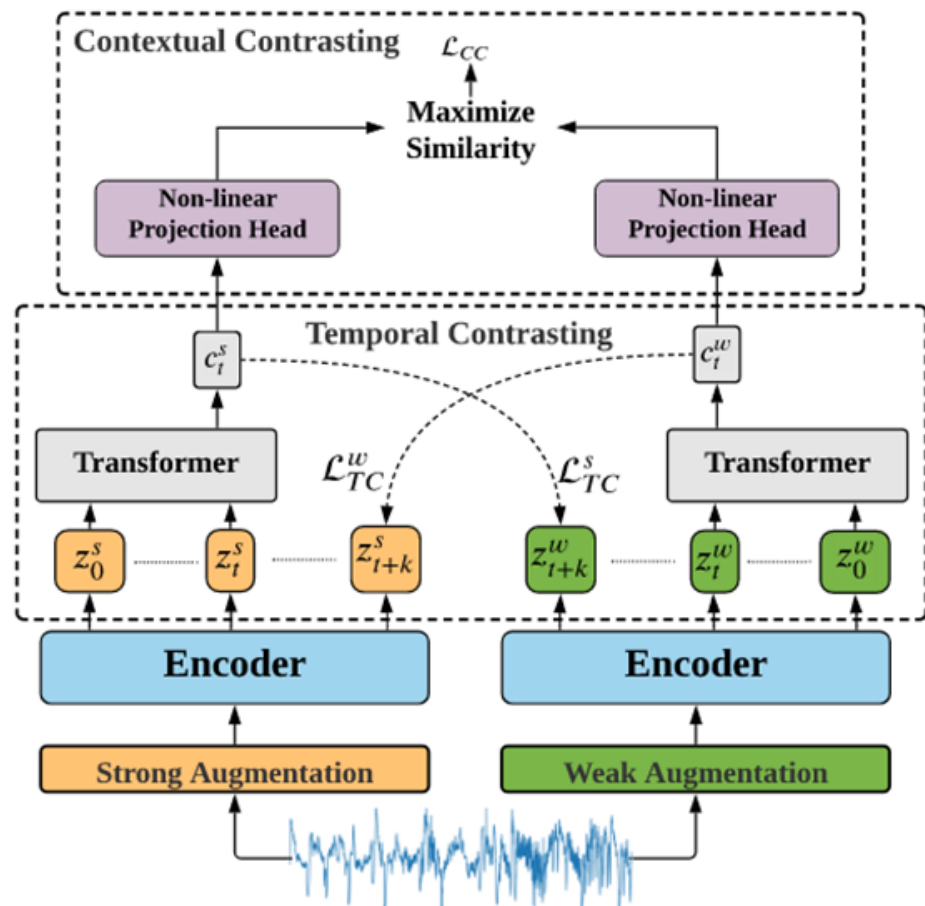 Contextual Contrasting
ℒ_CC
Maximize
Similarity
Non-linear
Projection Head
Non-linear
Projection Head
Temporal Contrasting
c_t^s
c_t^w
Transformer
ℒ_TC^w
ℒ_TC^s
Transformer
z_0^s
z_t^s
z_{t+k}^s
z_{t+k}^w
z_t^w
z_0^w
Encoder
Encoder
Strong Augmentation
Weak Augmentation